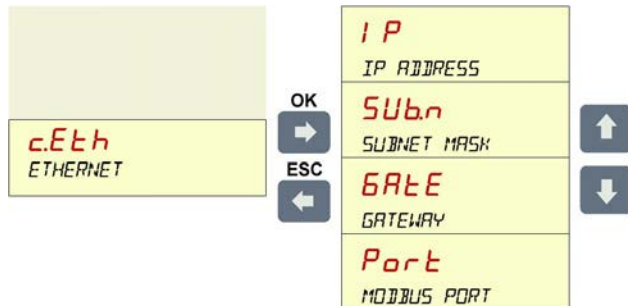 c.Eth
ETHERNET
OK
ESC
IP
IP ADDRESS
SUb.n
SUBNET MASK
GAtE
GATEWAY
Port
MODBUS PORT